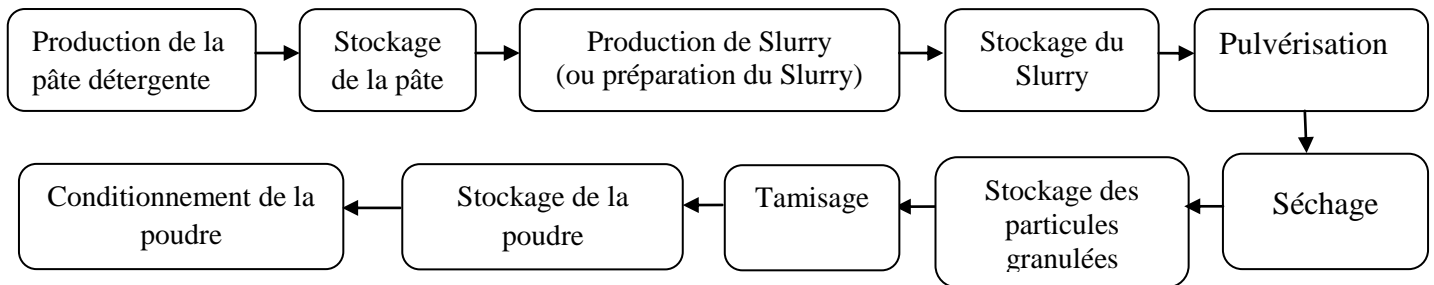 Production de la
pâte détergente
Stockage
de la pâte
Production de Slurry
(ou préparation du Slurry)
Stockage du
Slurry
Pulvérisation
Séchage
Stockage des
particules
granulées
Tamisage
Stockage de la
poudre
Conditionnement de la
poudre